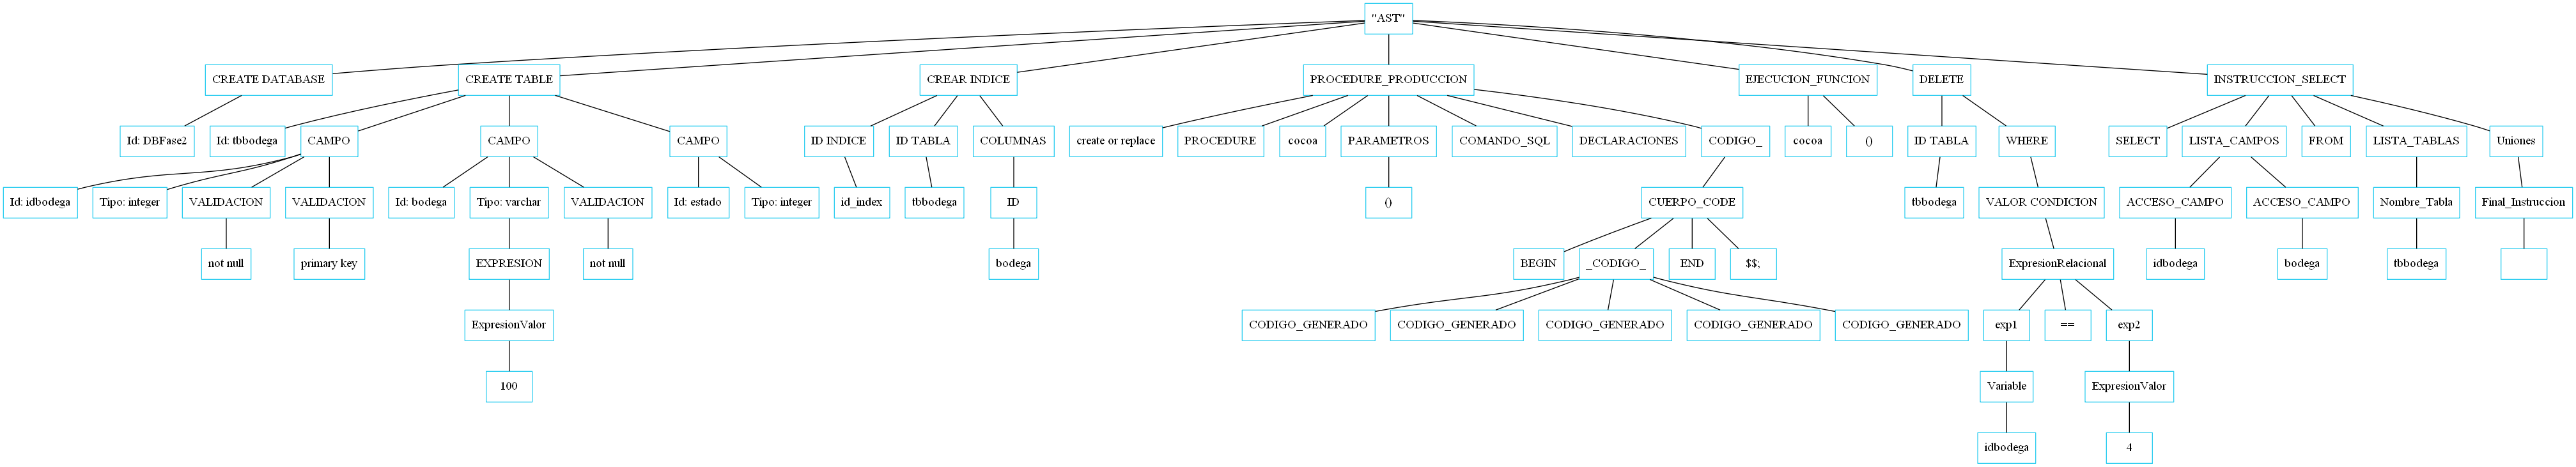 "AST"
CREATE DATABASE
CREATE TABLE
CREAR INDICE
PROCEDURE_PRODUCCION
EJECUCION_FUNCION
DELETE
INSTRUCCION_SELECT
Id: DBFase2
Id: tbbodega
CAMPO
CAMPO
CAMPO
ID INDICE
ID TABLA
COLUMNAS
create or replace
PROCEDURE
cocoa
PARAMETROS
COMANDO_SQL
DECLARACIONES
CODIGO_
cocoa
()
ID TABLA
WHERE
SELECT
LISTA_CAMPOS
FROM
LISTA_TABLAS
Uniones
Id: idbodega
Tipo: integer
VALIDACION
VALIDACION
Id: bodega
Tipo: varchar
VALIDACION
Id: estado
Tipo: integer
id_index
tbbodega
ID
()
CUERPO_CODE
tbbodega
VALOR CONDICION
ACCESO_CAMPO
ACCESO_CAMPO
Nombre_Tabla
Final_Instruccion
not null
primary key
EXPRESION
not null
bodega
BEGIN
_CODIGO_
END
$$;
ExpresionRelacional
idbodega
bodega
tbbodega
ExpresionValor
CODIGO_GENERADO
CODIGO_GENERADO
CODIGO_GENERADO
CODIGO_GENERADO
CODIGO_GENERADO
exp1
==
exp2
100
Variable
ExpresionValor
idbodega
4